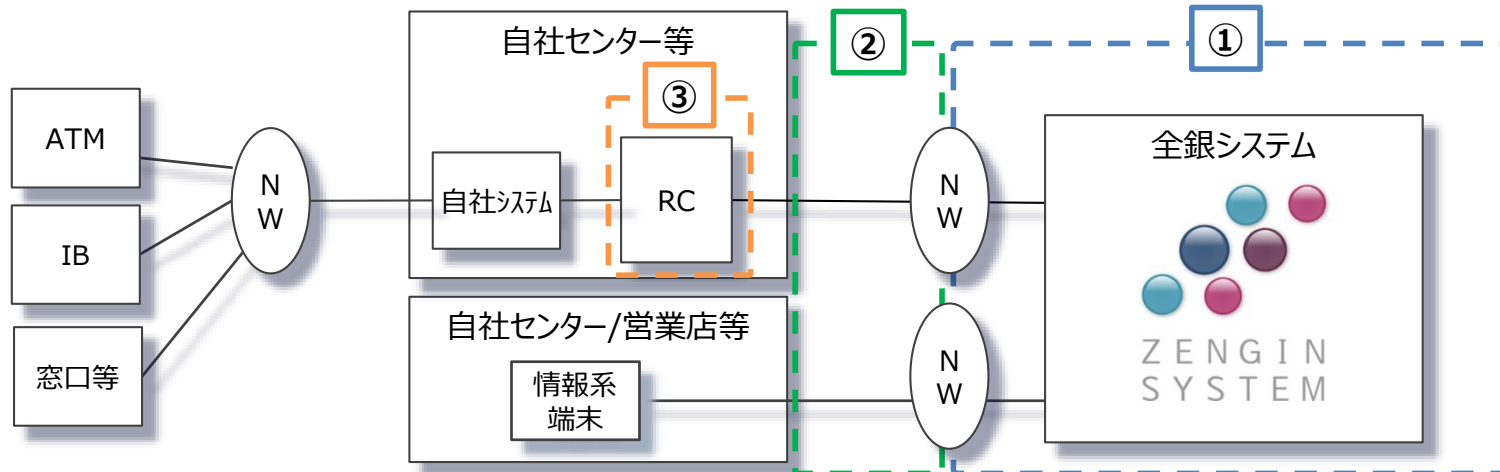 自社センター等
②
①
③
ATM
IB
窓口等
N
W
自社システム
RC
N
W
全銀システム
ZENGIN
SYSTEM
自社センター/営業店等
情報系
端末
N
W